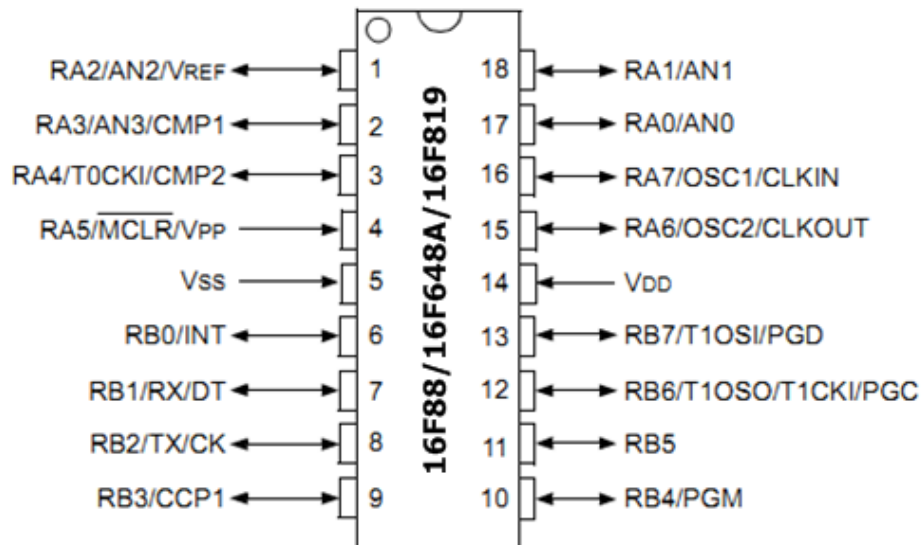 RA2/AN2/VREF 1 18 RA1/AN1
RA3/AN3/CMP1 2 17 RA0/AN0
RA4/T0CKI/CMP2 3 16 RA7/OSC1/CLKIN
RA5/MCLR/VPP 4 15 RA6/OSC2/CLKOUT
VSS 5 14 VDD
RB0/INT 6 13 RB7/T1OSI/PGD
RB1/RX/DT 7 12 RB6/T1OSO/T1CKI/PGC
RB2/TX/CK 8 11 RB5
RB3/CCP1 9 10 RB4/PGM
16F88/16F648A/16F819